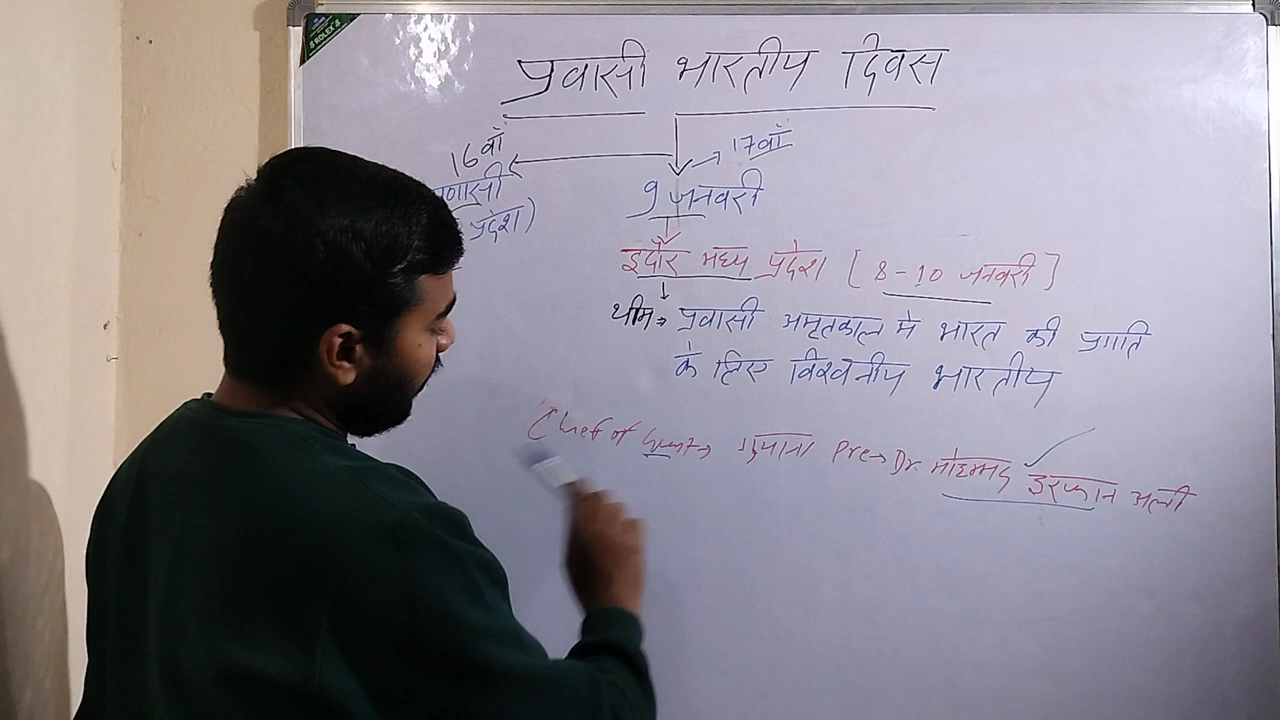 प्रवासी भारतीय दिवस
16वाँ
17वाँ
णासी
प्रदेश)
9 जनवरी
इंदौर मध्य प्रदेश [8-10 जनवरी]
थीम⇒ प्रवासी अमृतकाल मे भारत की प्रगति
के लिए विश्वनीय भारतीय
Chief of Guest→ गुयाना Pre→ Dr. मोहम्मद इरफान अली